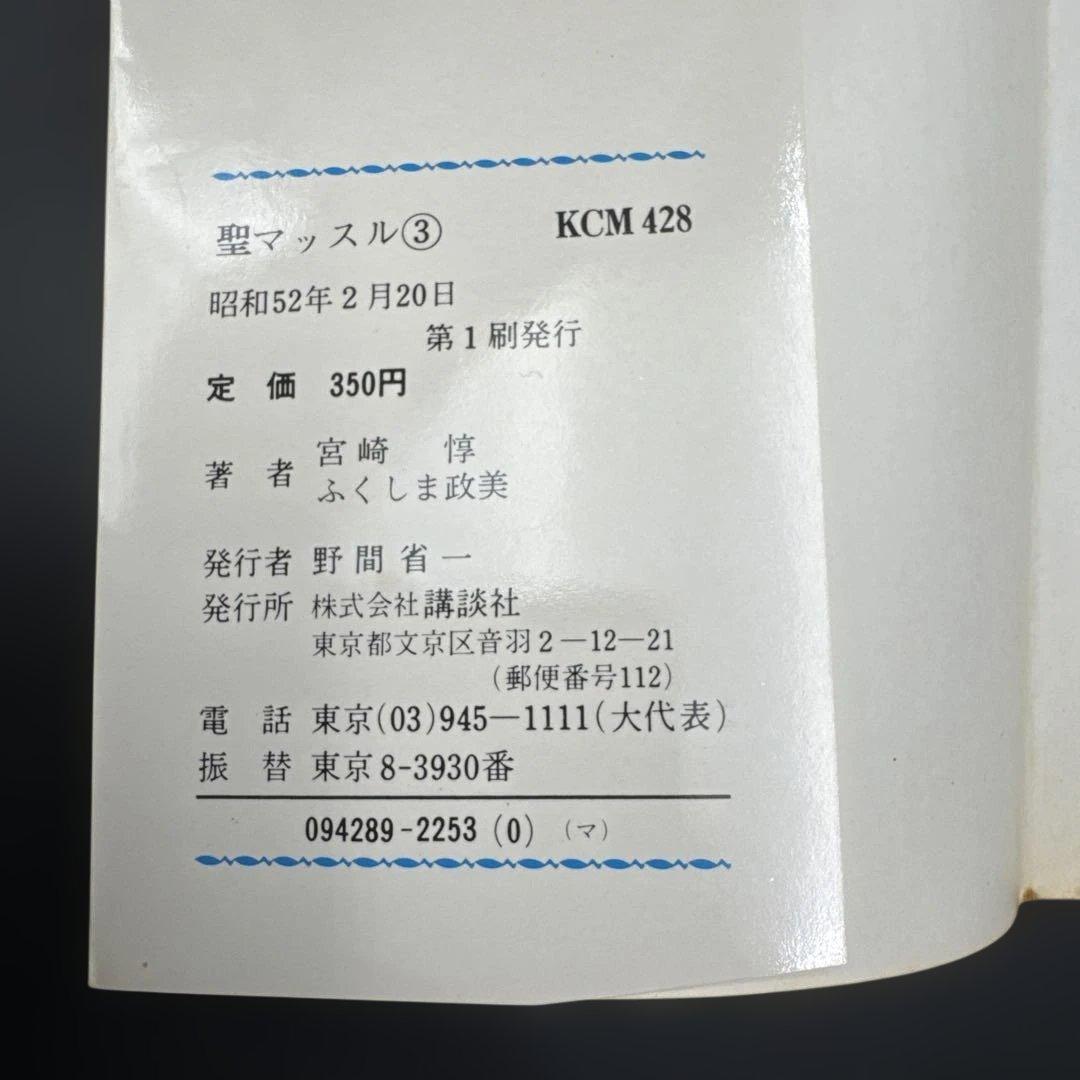 聖マッスル③ KCM 428
昭和52年2月20日
第1刷発行
定価 350円
著者 宮崎 惇
ふくしま政美
発行者 野間省一
発行所 株式会社講談社
東京都文京区音羽2―12―21
(郵便番号112)
電話 東京(03)945―1111(大代表)
振替 東京8-3930番
094289-2253 (0) (マ)